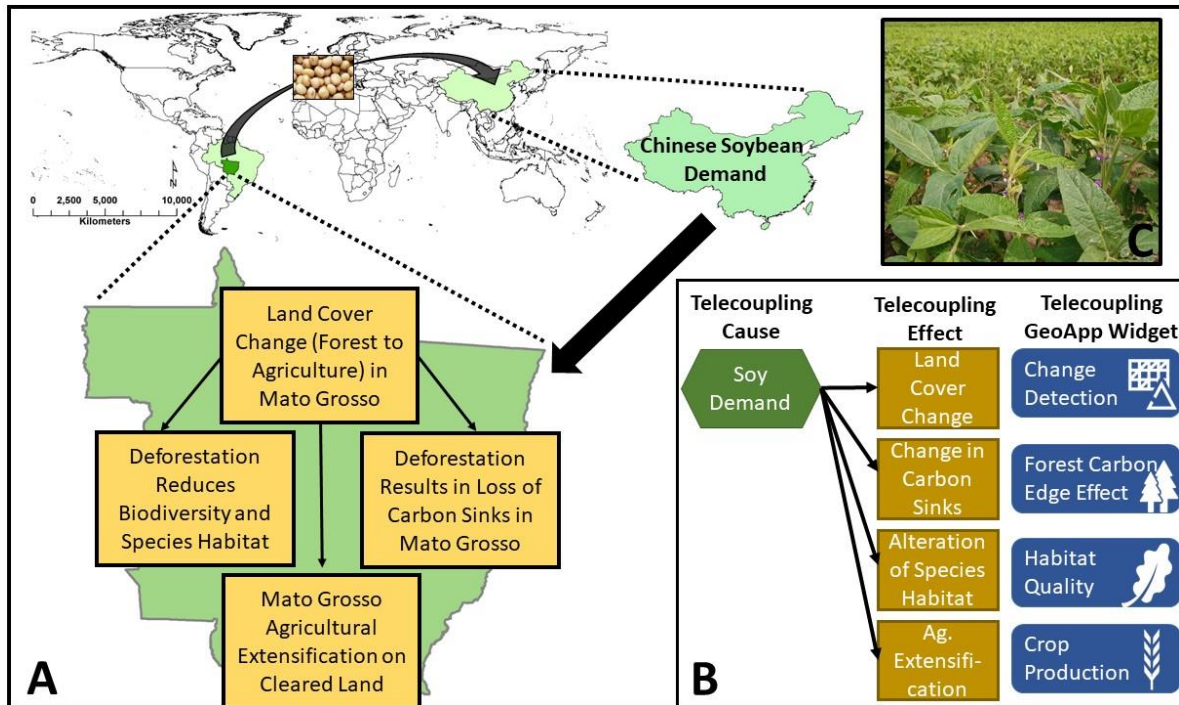 N
0 2,500 5,000 10,000
Kilometers
Chinese Soybean
Demand
Land Cover
Change (Forest to
Agriculture) in
Mato Grosso
Deforestation
Reduces
Biodiversity and
Species Habitat
Deforestation
Results in Loss of
Carbon Sinks in
Mato Grosso
Mato Grosso
Agricultural
Extensification on
Cleared Land
A
C
Telecoupling
Cause
Telecoupling
Effect
Telecoupling
GeoApp Widget
Soy
Demand
Land
Cover
Change
Change
Detection
Change in
Carbon
Sinks
Forest Carbon
Edge Effect
Alteration
of Species
Habitat
Habitat
Quality
Ag.
Extensifi-
cation
Crop
Production
B